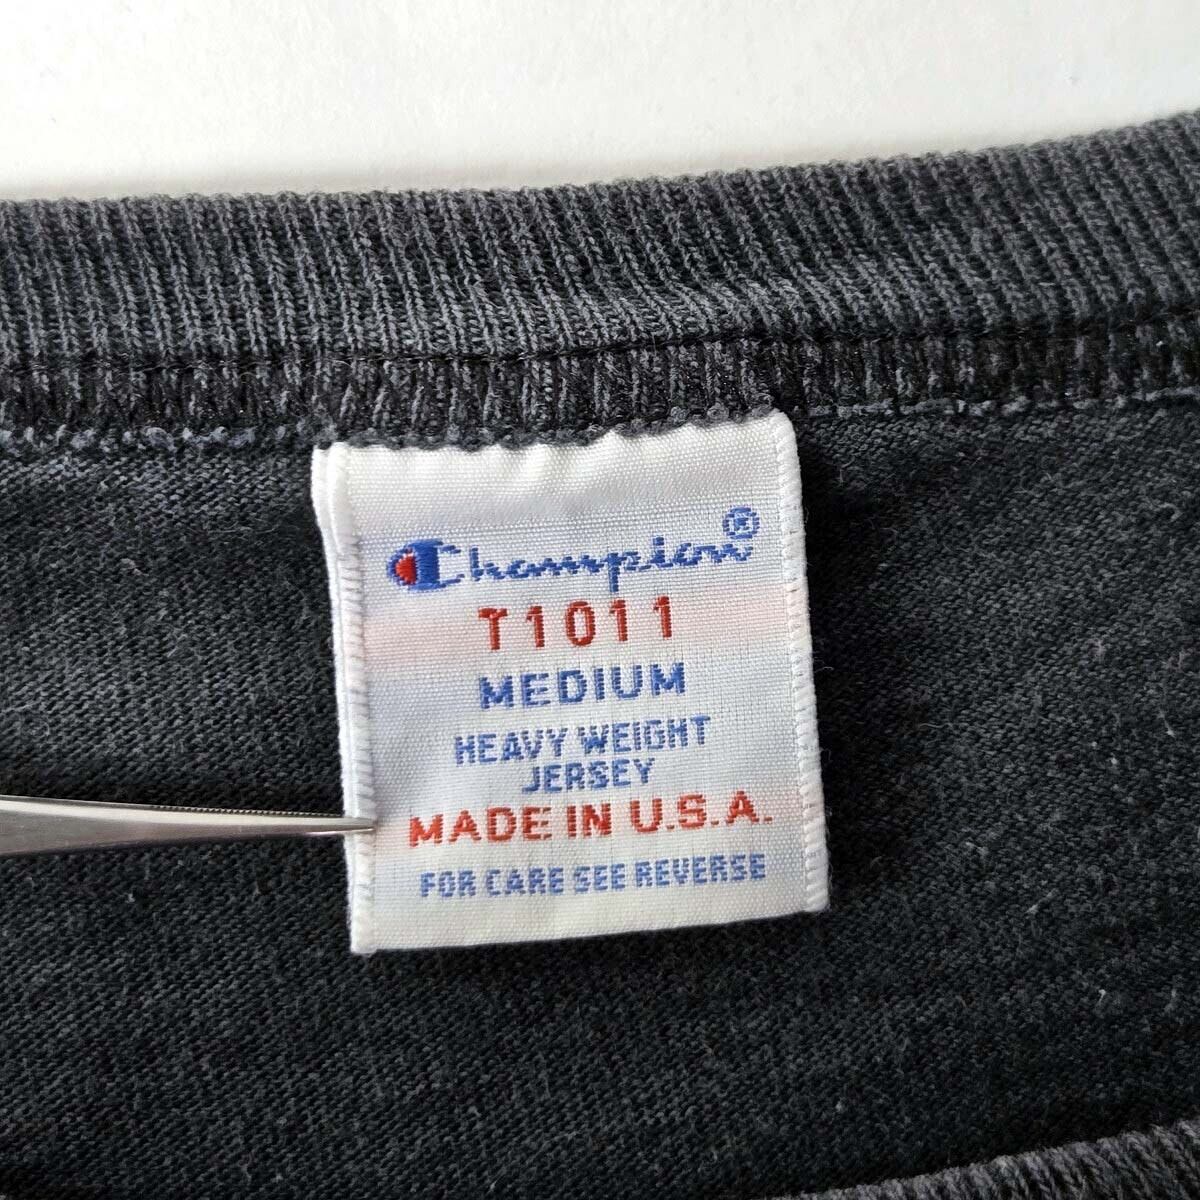 Champion®
T1011
MEDIUM
HEAVY WEIGHT
JERSEY
MADE IN U.S.A.
FOR CARE SEE REVERSE